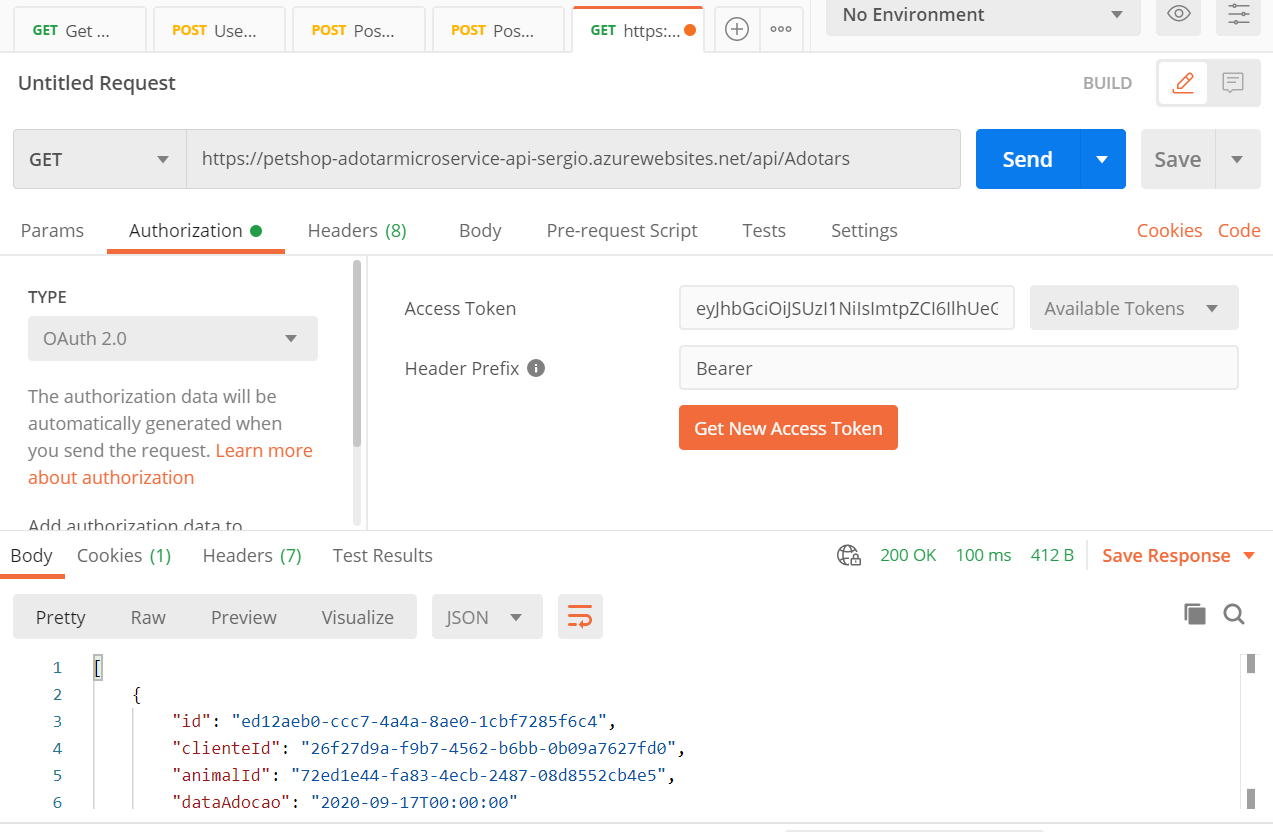 GET Get ... POST Use... POST Pos... POST Pos... GET https:... No Environment
Untitled Request BUILD
GET https://petshop-adotarmicroservice-api-sergio.azurewebsites.net/api/Adotars Send Save
Params Authorization Headers (8) Body Pre-request Script Tests Settings Cookies Code
TYPE
OAuth 2.0
The authorization data will be
automatically generated when
you send the request. Learn more
about authorization
Add authorization data to
Access Token eyJhbGciOiJSUzI1NiIsImtpZCI6IlhUeC Available Tokens
Header Prefix Bearer
Get New Access Token
Body Cookies (1) Headers (7) Test Results 200 OK 100 ms 412 B Save Response
Pretty Raw Preview Visualize JSON
1 [
2 {
3 "id": "ed12aeb0-ccc7-4a4a-8ae0-1cbf7285f6c4",
4 "clienteId": "26f27d9a-f9b7-4562-b6bb-0b09a7627fd0",
5 "animalId": "72ed1e44-fa83-4ecb-2487-08d8552cb4e5",
6 "dataAdocao": "2020-09-17T00:00:00"